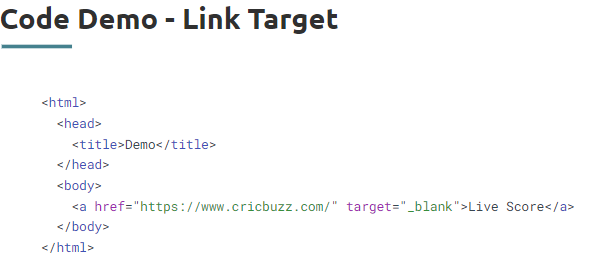 Code Demo - Link Target
<html>
<head>
<title>Demo</title>
</head>
<body>
<a href="https://www.cricbuzz.com/" target="_blank">Live Score</a>
</body>
</html>